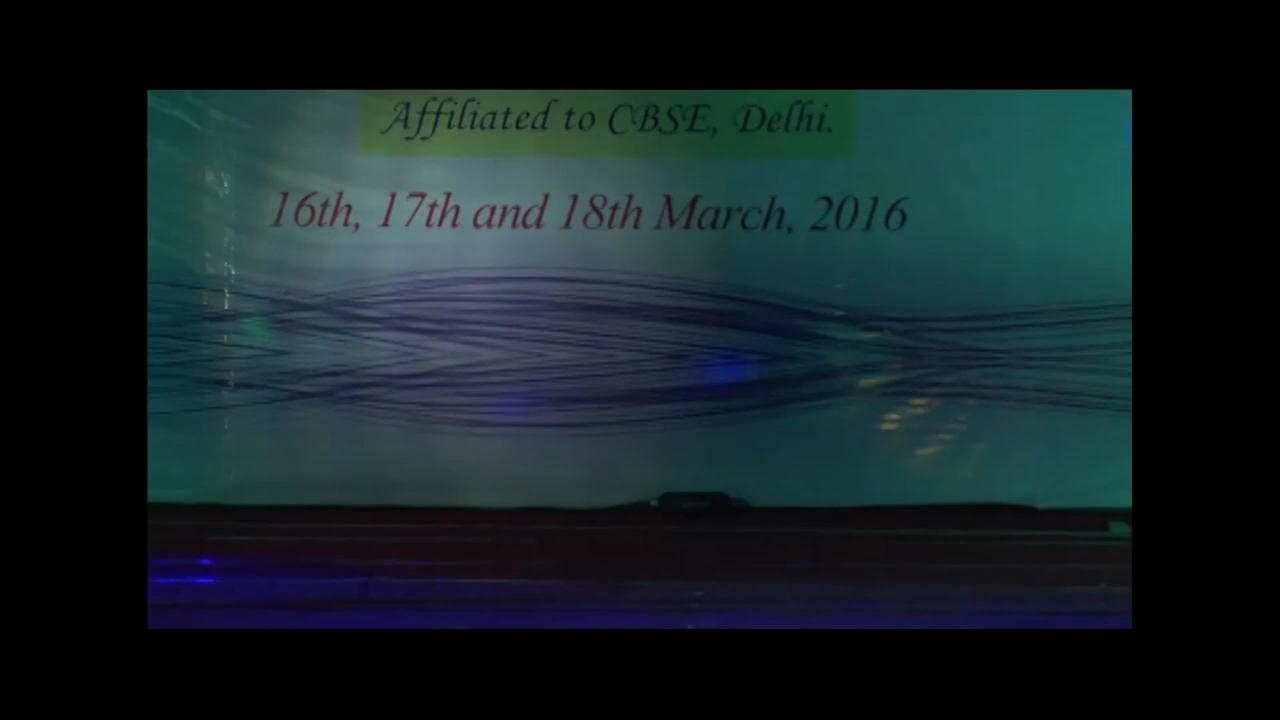 Affiliated to CBSE, Delhi.
16th, 17th and 18th March, 2016